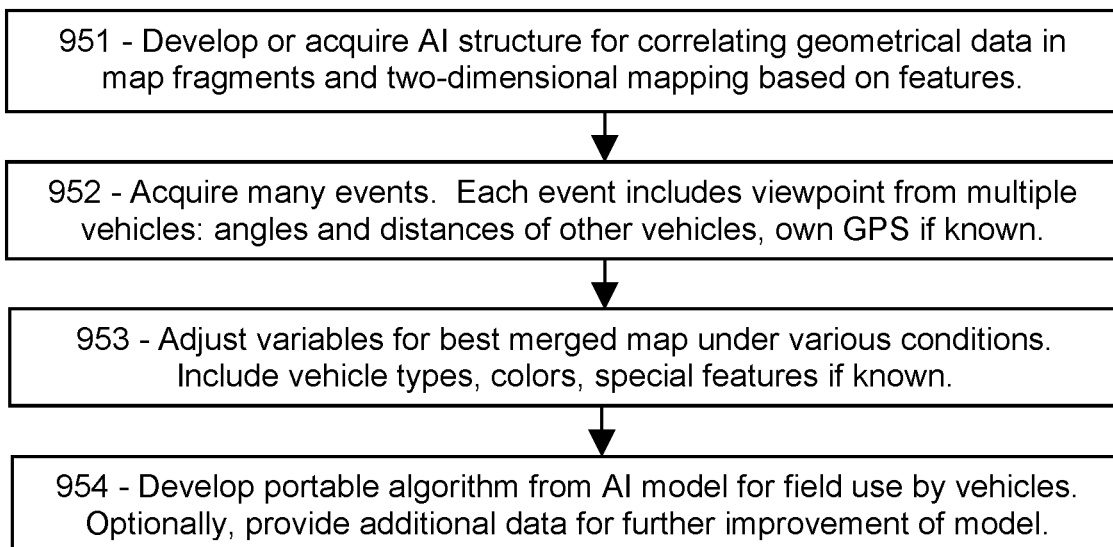 951 - Develop or acquire AI structure for correlating geometrical data in
map fragments and two-dimensional mapping based on features.
952 - Acquire many events.  Each event includes viewpoint from multiple
vehicles: angles and distances of other vehicles, own GPS if known.
953 - Adjust variables for best merged map under various conditions.
Include vehicle types, colors, special features if known.
954 - Develop portable algorithm from AI model for field use by vehicles.
Optionally, provide additional data for further improvement of model.